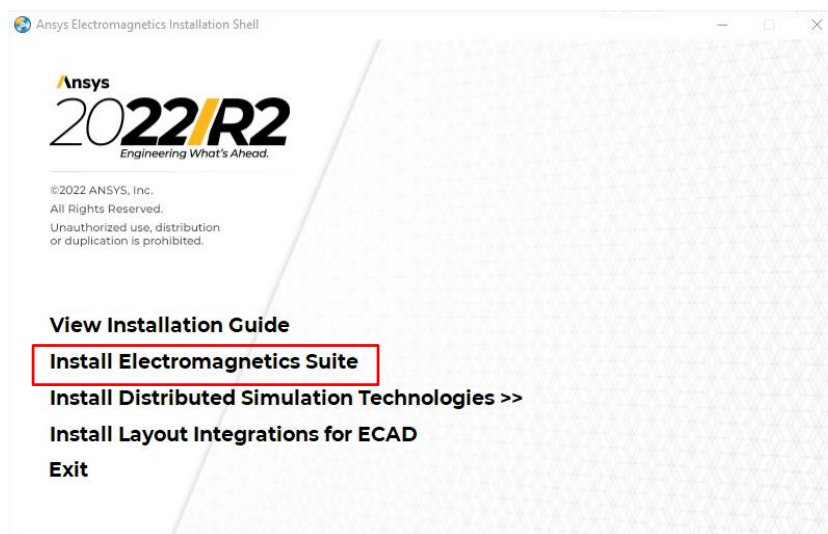 Ansys Electromagnetics Installation Shell
Ansys
2022/R2
Engineering What's Ahead.
©2022 ANSYS, Inc.
All Rights Reserved.
Unauthorized use, distribution
or duplication is prohibited.
View Installation Guide
Install Electromagnetics Suite
Install Distributed Simulation Technologies >>
Install Layout Integrations for ECAD
Exit